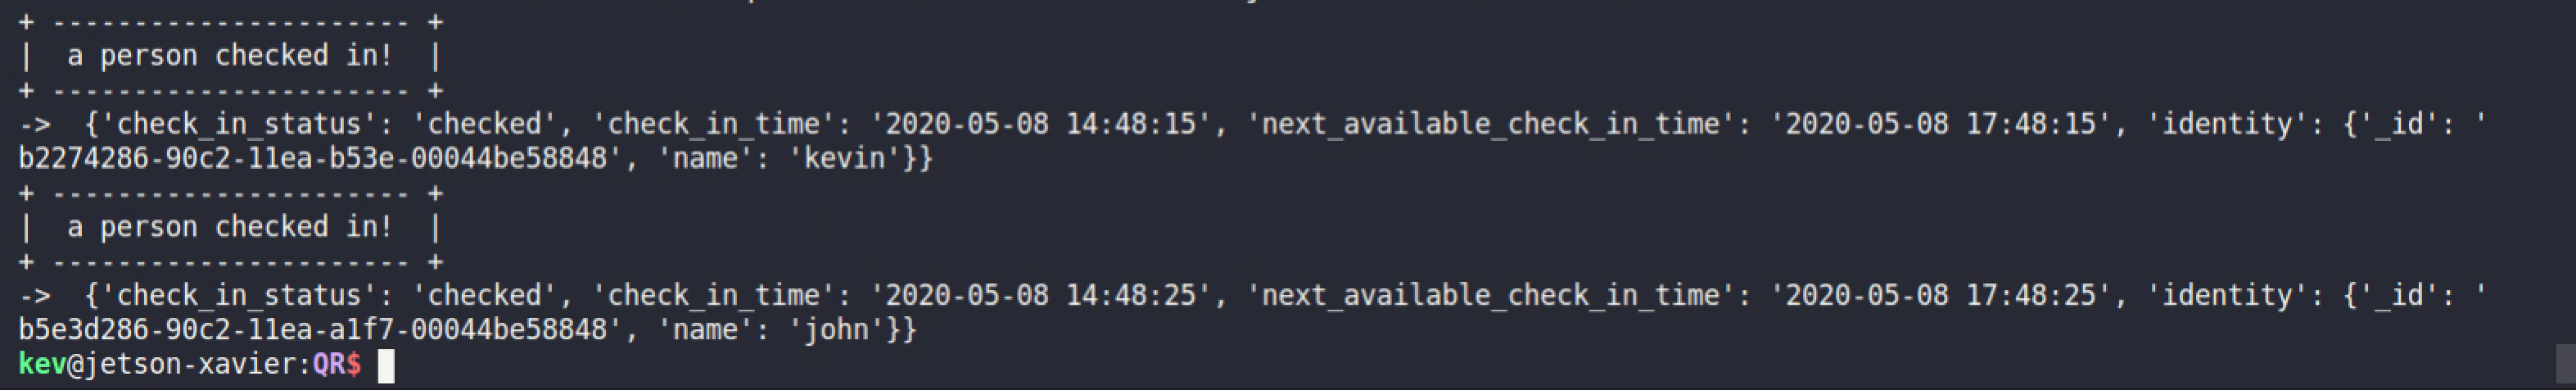 + ---------------------- +
|  a person checked in!  |
+ ---------------------- +
->  {'check_in_status': 'checked', 'check_in_time': '2020-05-08 14:48:15', 'next_available_check_in_time': '2020-05-08 17:48:15', 'identity': {'_id': '
b2274286-90c2-11ea-b53e-00044be58848', 'name': 'kevin'}}
+ ---------------------- +
|  a person checked in!  |
+ ---------------------- +
->  {'check_in_status': 'checked', 'check_in_time': '2020-05-08 14:48:25', 'next_available_check_in_time': '2020-05-08 17:48:25', 'identity': {'_id': '
b5e3d286-90c2-11ea-a1f7-00044be58848', 'name': 'john'}}
kev@jetson-xavier:QR$